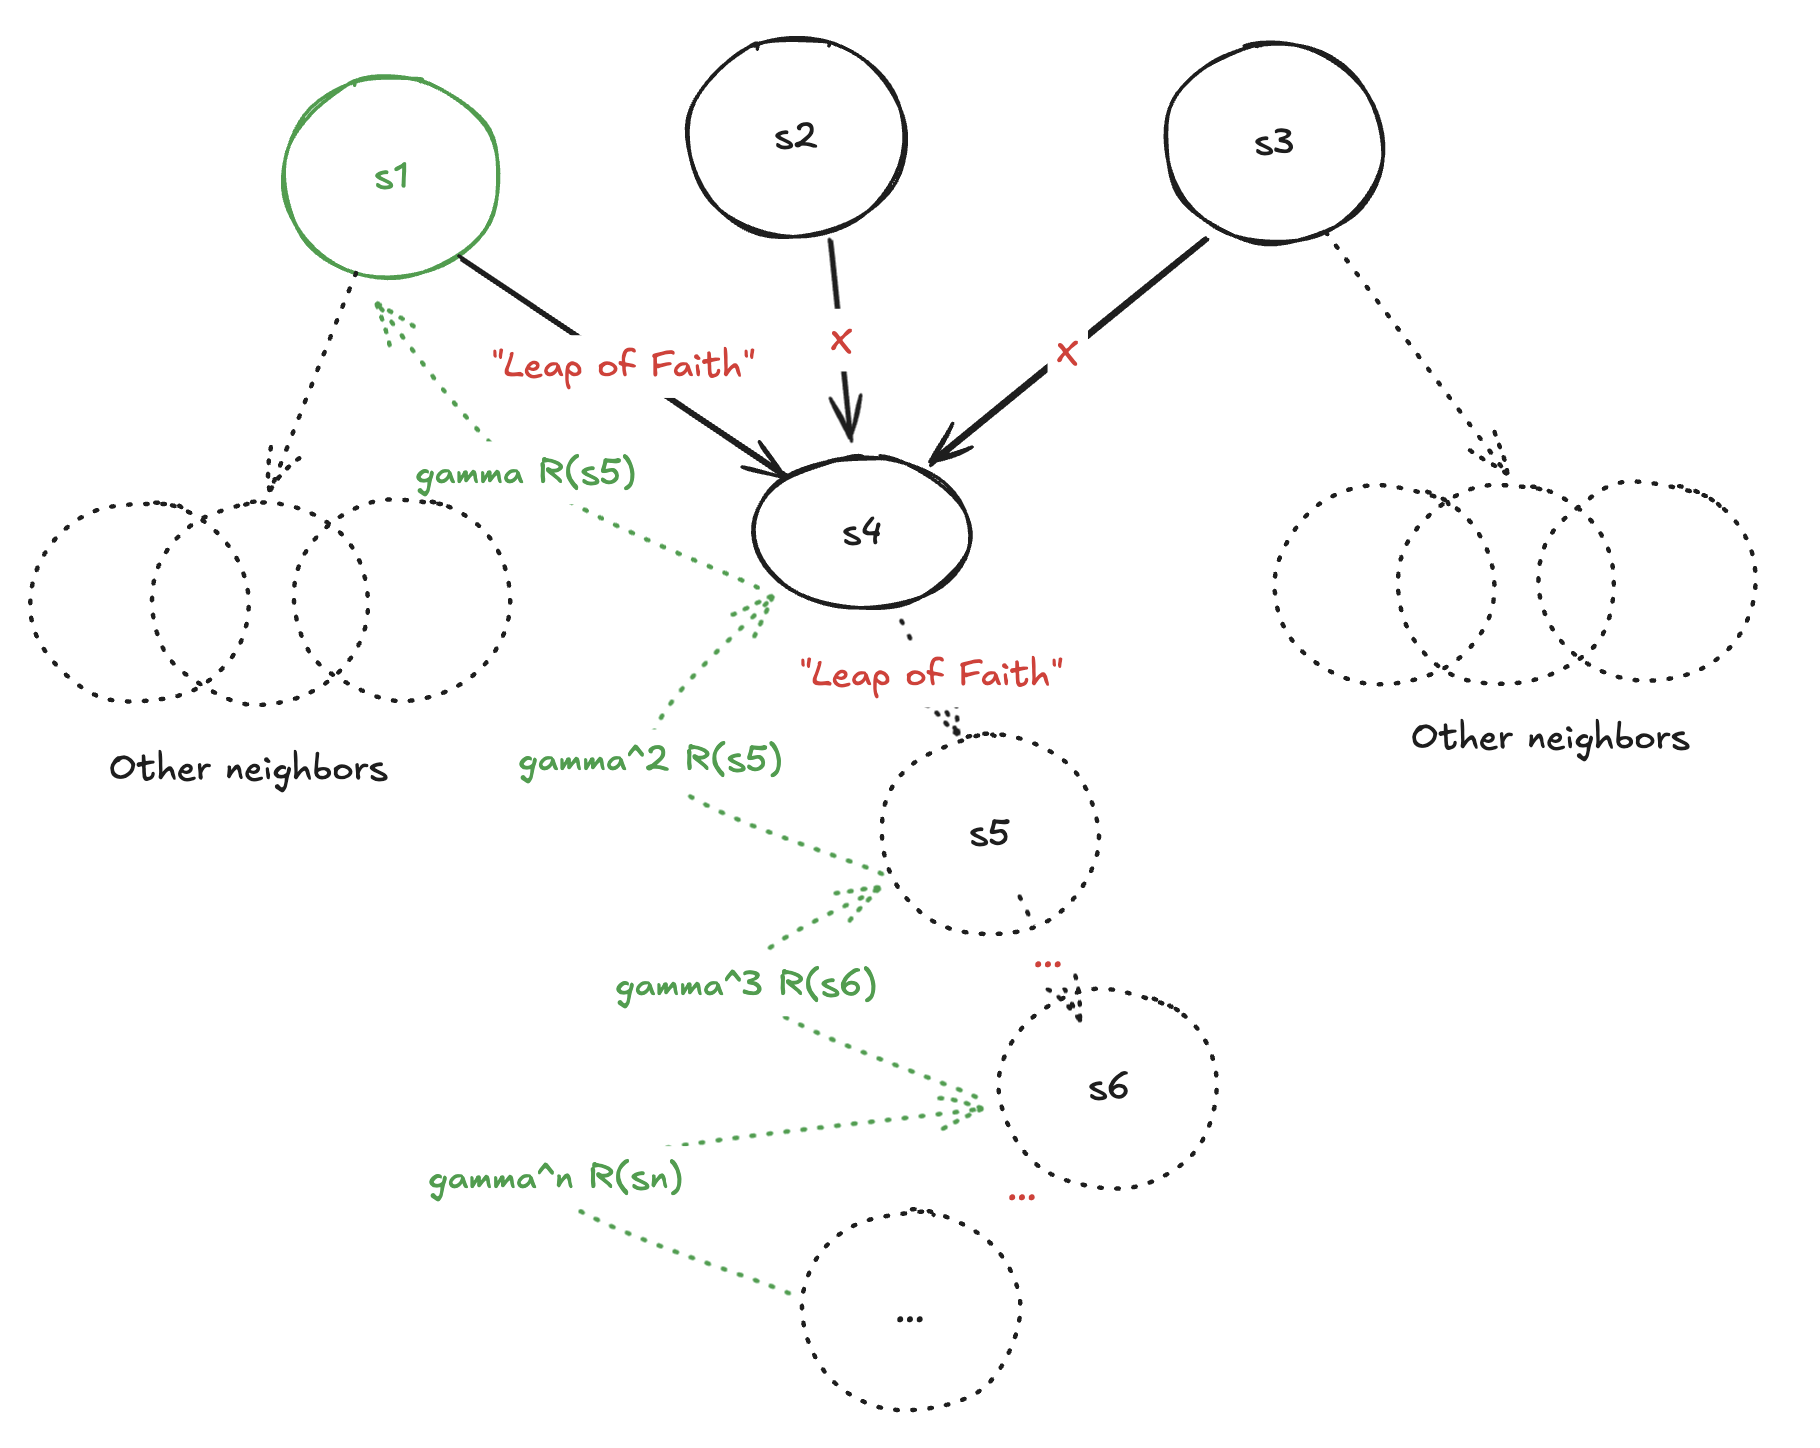 s1
s2
s3
x
x
"Leap of Faith"
gamma R(s5)
s4
"Leap of Faith"
Other neighbors
Other neighbors
gamma^2 R(s5)
s5
...
gamma^3 R(s6)
s6
gamma^n R(sn)
...
...